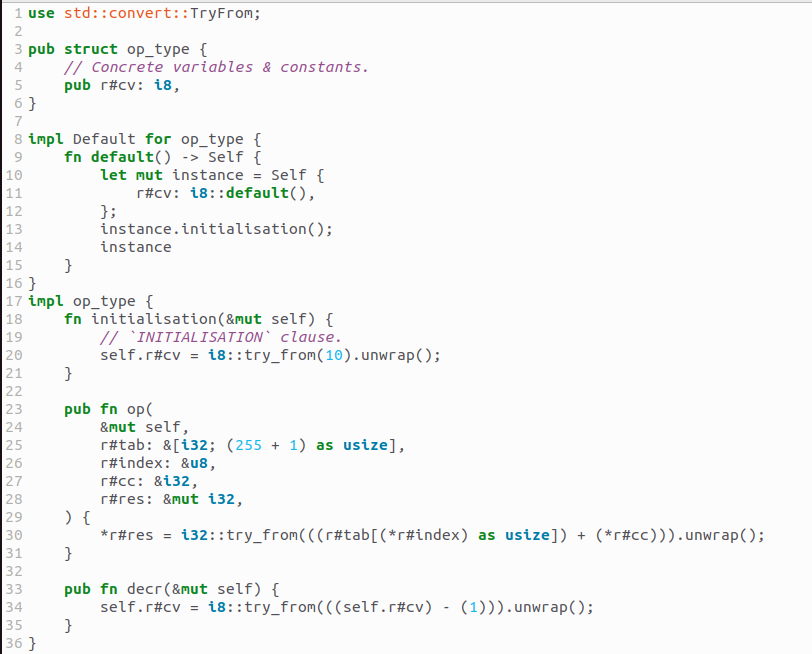 1 use std::convert::TryFrom;
2
3 pub struct op_type {
4     // Concrete variables & constants.
5     pub r#cv: i8,
6 }
7
8 impl Default for op_type {
9     fn default() -> Self {
10         let mut instance = Self {
11             r#cv: i8::default(),
12         };
13         instance.initialisation();
14         instance
15     }
16 }
17 impl op_type {
18     fn initialisation(&mut self) {
19         // `INITIALISATION` clause.
20         self.r#cv = i8::try_from(10).unwrap();
21     }
22
23     pub fn op(
24         &mut self,
25         r#tab: &[i32; (255 + 1) as usize],
26         r#index: &u8,
27         r#cc: &i32,
28         r#res: &mut i32,
29     ) {
30         *r#res = i32::try_from(((r#tab[(*r#index) as usize]) + (*r#cc))).unwrap();
31     }
32
33     pub fn decr(&mut self) {
34         self.r#cv = i8::try_from(((self.r#cv) - (1))).unwrap();
35     }
36 }